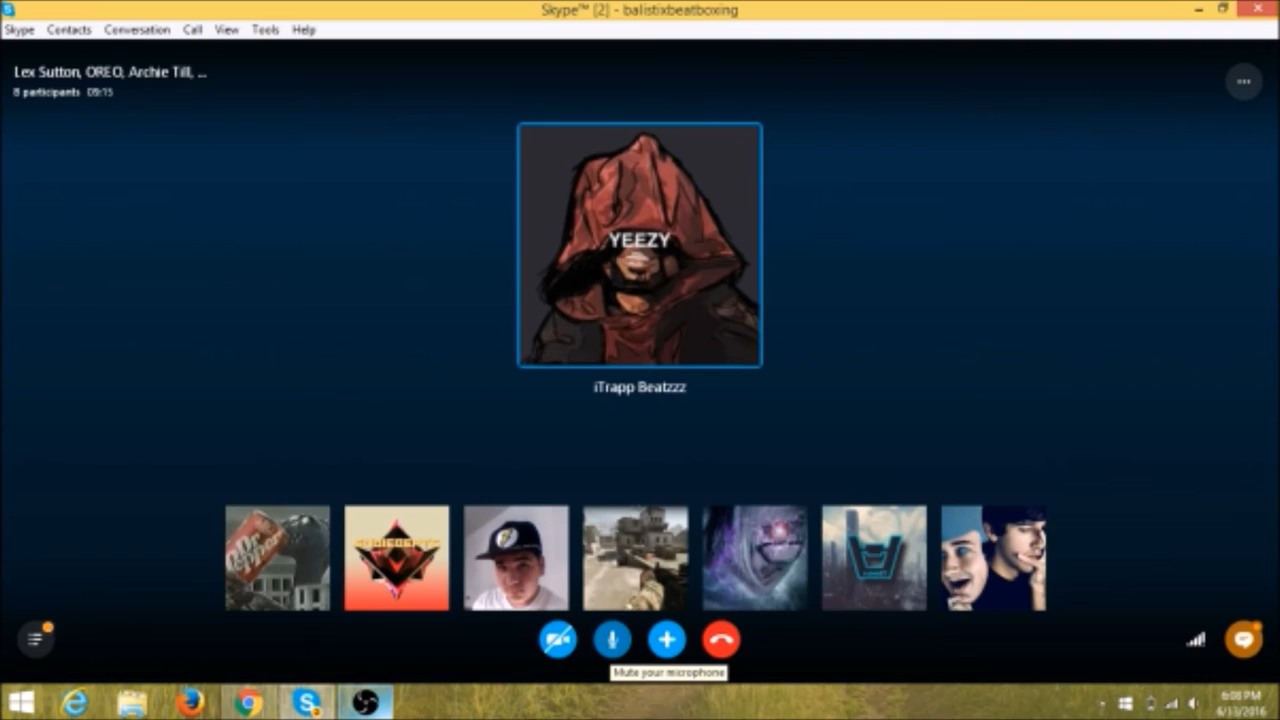 Skype™ [2] - balistixbeatboxing
Skype Contacts Conversation Call View Tools Help
Lex Sutton, OREO, Archie Till, ...
8 participants 09:15
YEEZY
iTrapp Beatzzz
Mute your microphone
6:08 PM
6/13/2016